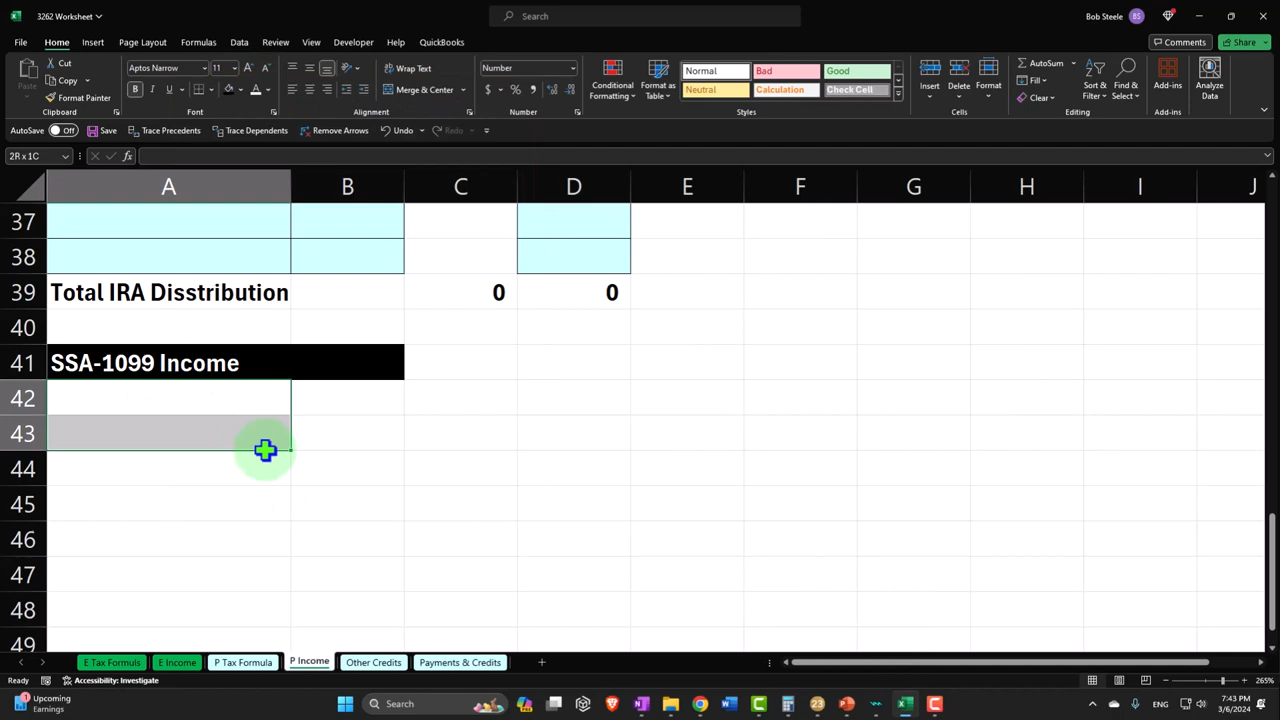 3262 Worksheet
Search
Bob Steele BS
File Home Insert Page Layout Formulas Data Review View Developer Help QuickBooks
Comments Share
Paste Cut Copy Format Painter
Clipboard
Aptos Narrow 11
B I U A
Font
Wrap Text
Merge & Center
Alignment
Number
$ % ,
Number
Conditional Formatting
Format as Table
Normal Bad Good
Neutral Calculation Check Cell
Styles
Insert Delete Format
Cells
AutoSum Fill Clear
Sort & Filter
Find & Select
Editing
Add-ins
Add-ins
Analyze Data
AutoSave Off Save Trace Precedents Trace Dependents Remove Arrows Undo Redo
2R x 1C fx
A B C D E F G H I J
37
38
39 Total IRA Disstribution 0 0
40
41 SSA-1099 Income
42
43
44
45
46
47
48
49
E Tax Formuls E Income P Tax Formula P Income Other Credits Payments & Credits
Ready Accessibility: Investigate 265%
1 Upcoming
Earnings
Search
23
ENG
7:43 PM
3/6/2024